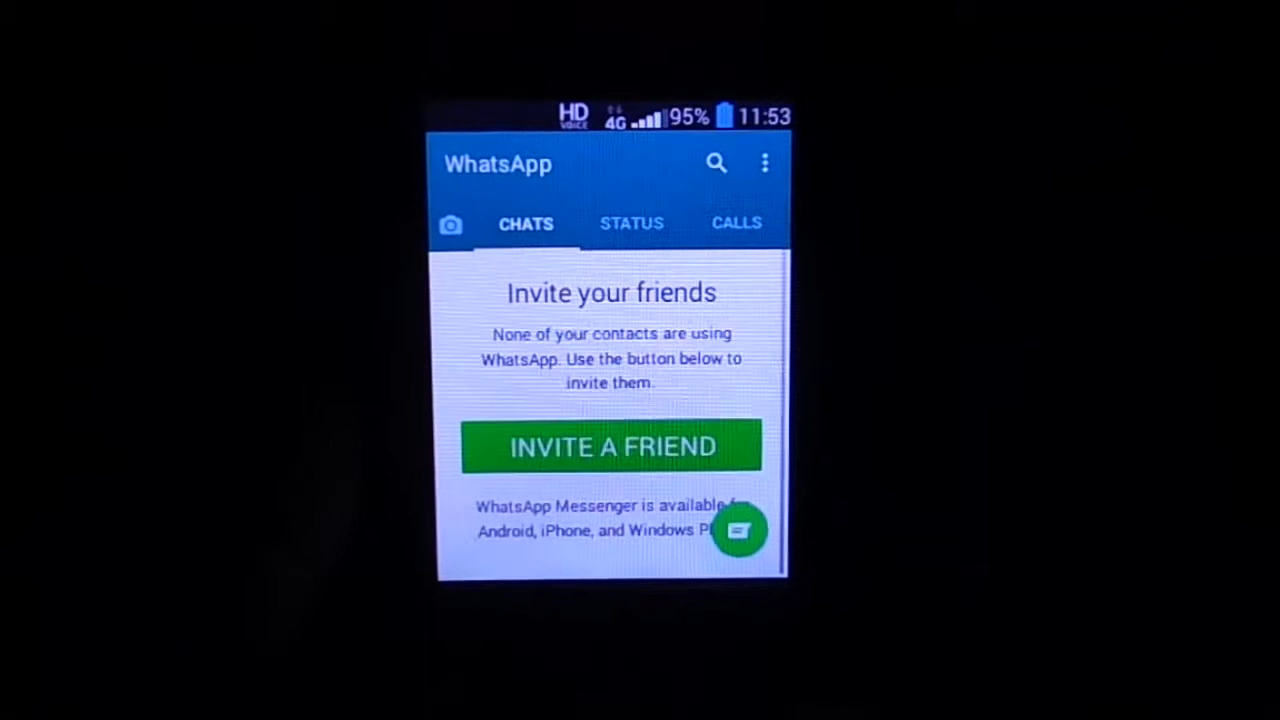 HD VOICE 4G 95% 11:53
WhatsApp
CHATS STATUS CALLS
Invite your friends
None of your contacts are using
WhatsApp. Use the button below to
invite them.
INVITE A FRIEND
WhatsApp Messenger is available
Android, iPhone, and Windows